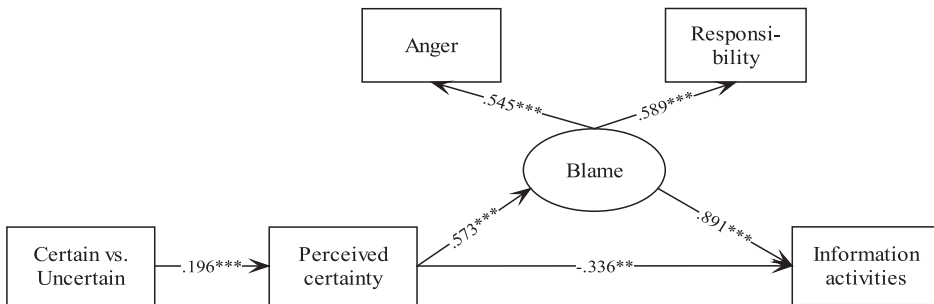 Anger
Responsi-
bility
.545***
.589***
Blame
.573***
.891***
Certain vs.
Uncertain
.196***
Perceived
certainty
-.336**
Information
activities